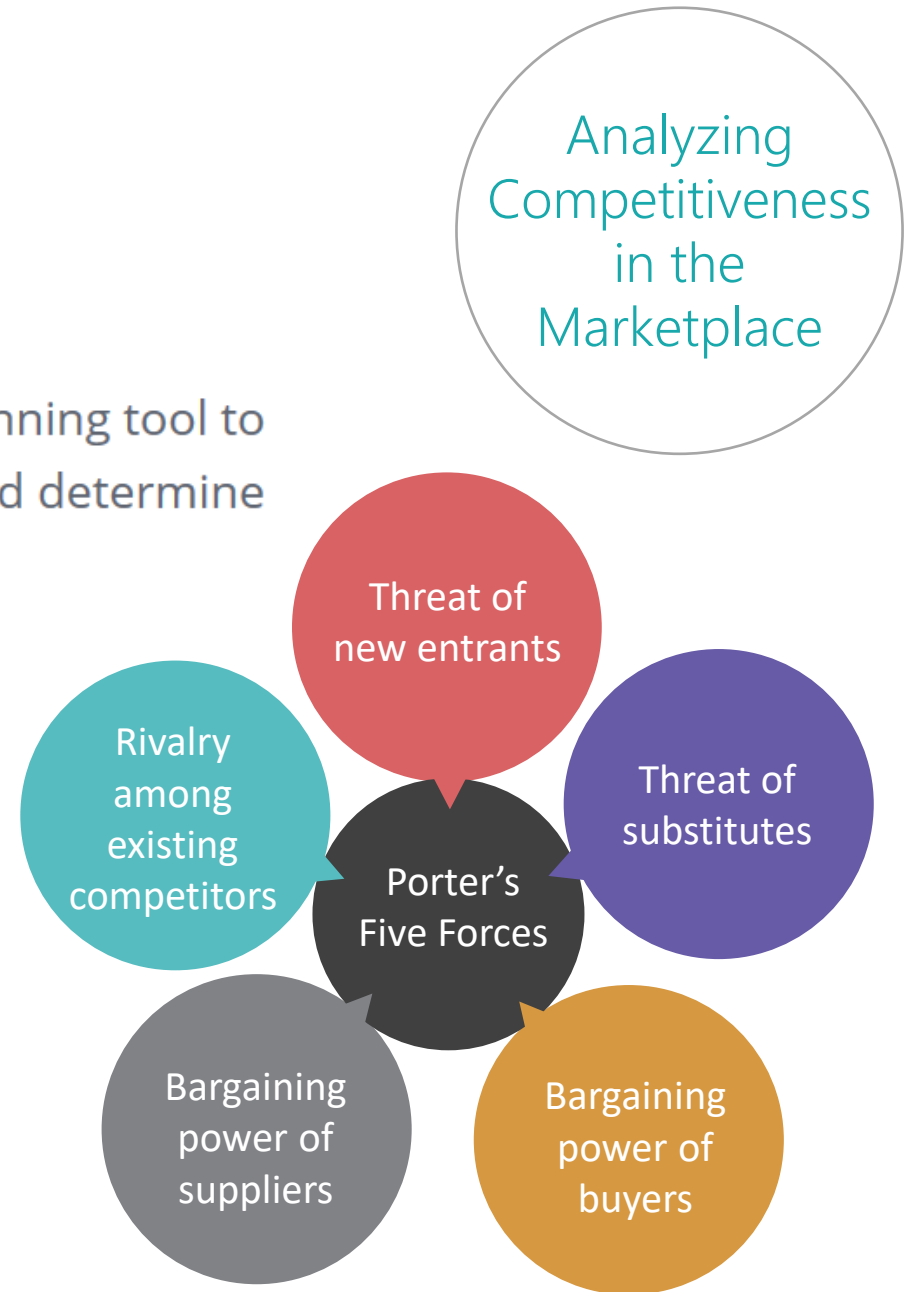 Analyzing
Competitiveness
in the
Marketplace
nning tool to
d determine
Threat of
new entrants
Rivalry
among
existing
competitors
Threat of
substitutes
Porter’s
Five Forces
Bargaining
power of
suppliers
Bargaining
power of
buyers